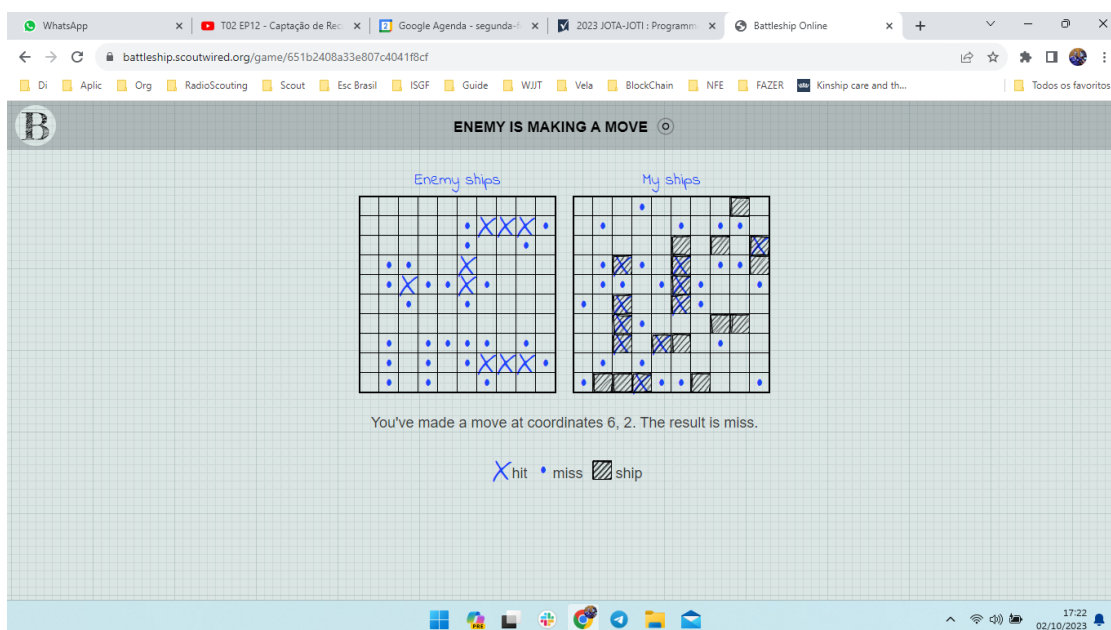 WhatsApp
T02 EP12 - Captação de Rec
2
Google Agenda - segunda-f
2023 JOTA-JOTI : Programm
Battleship Online
battleship.scoutwired.org/game/651b2408a33e807c4041f8cf
Di Aplic Org RadioScouting Scout Esc Brasil ISGF Guide WJJT Vela BlockChain NFE FAZER Kinship care and th... Todos os favoritos
B
ENEMY IS MAKING A MOVE
Enemy ships
My ships
You've made a move at coordinates 6, 2. The result is miss.
hit miss ship
PRE
17:22
02/10/2023